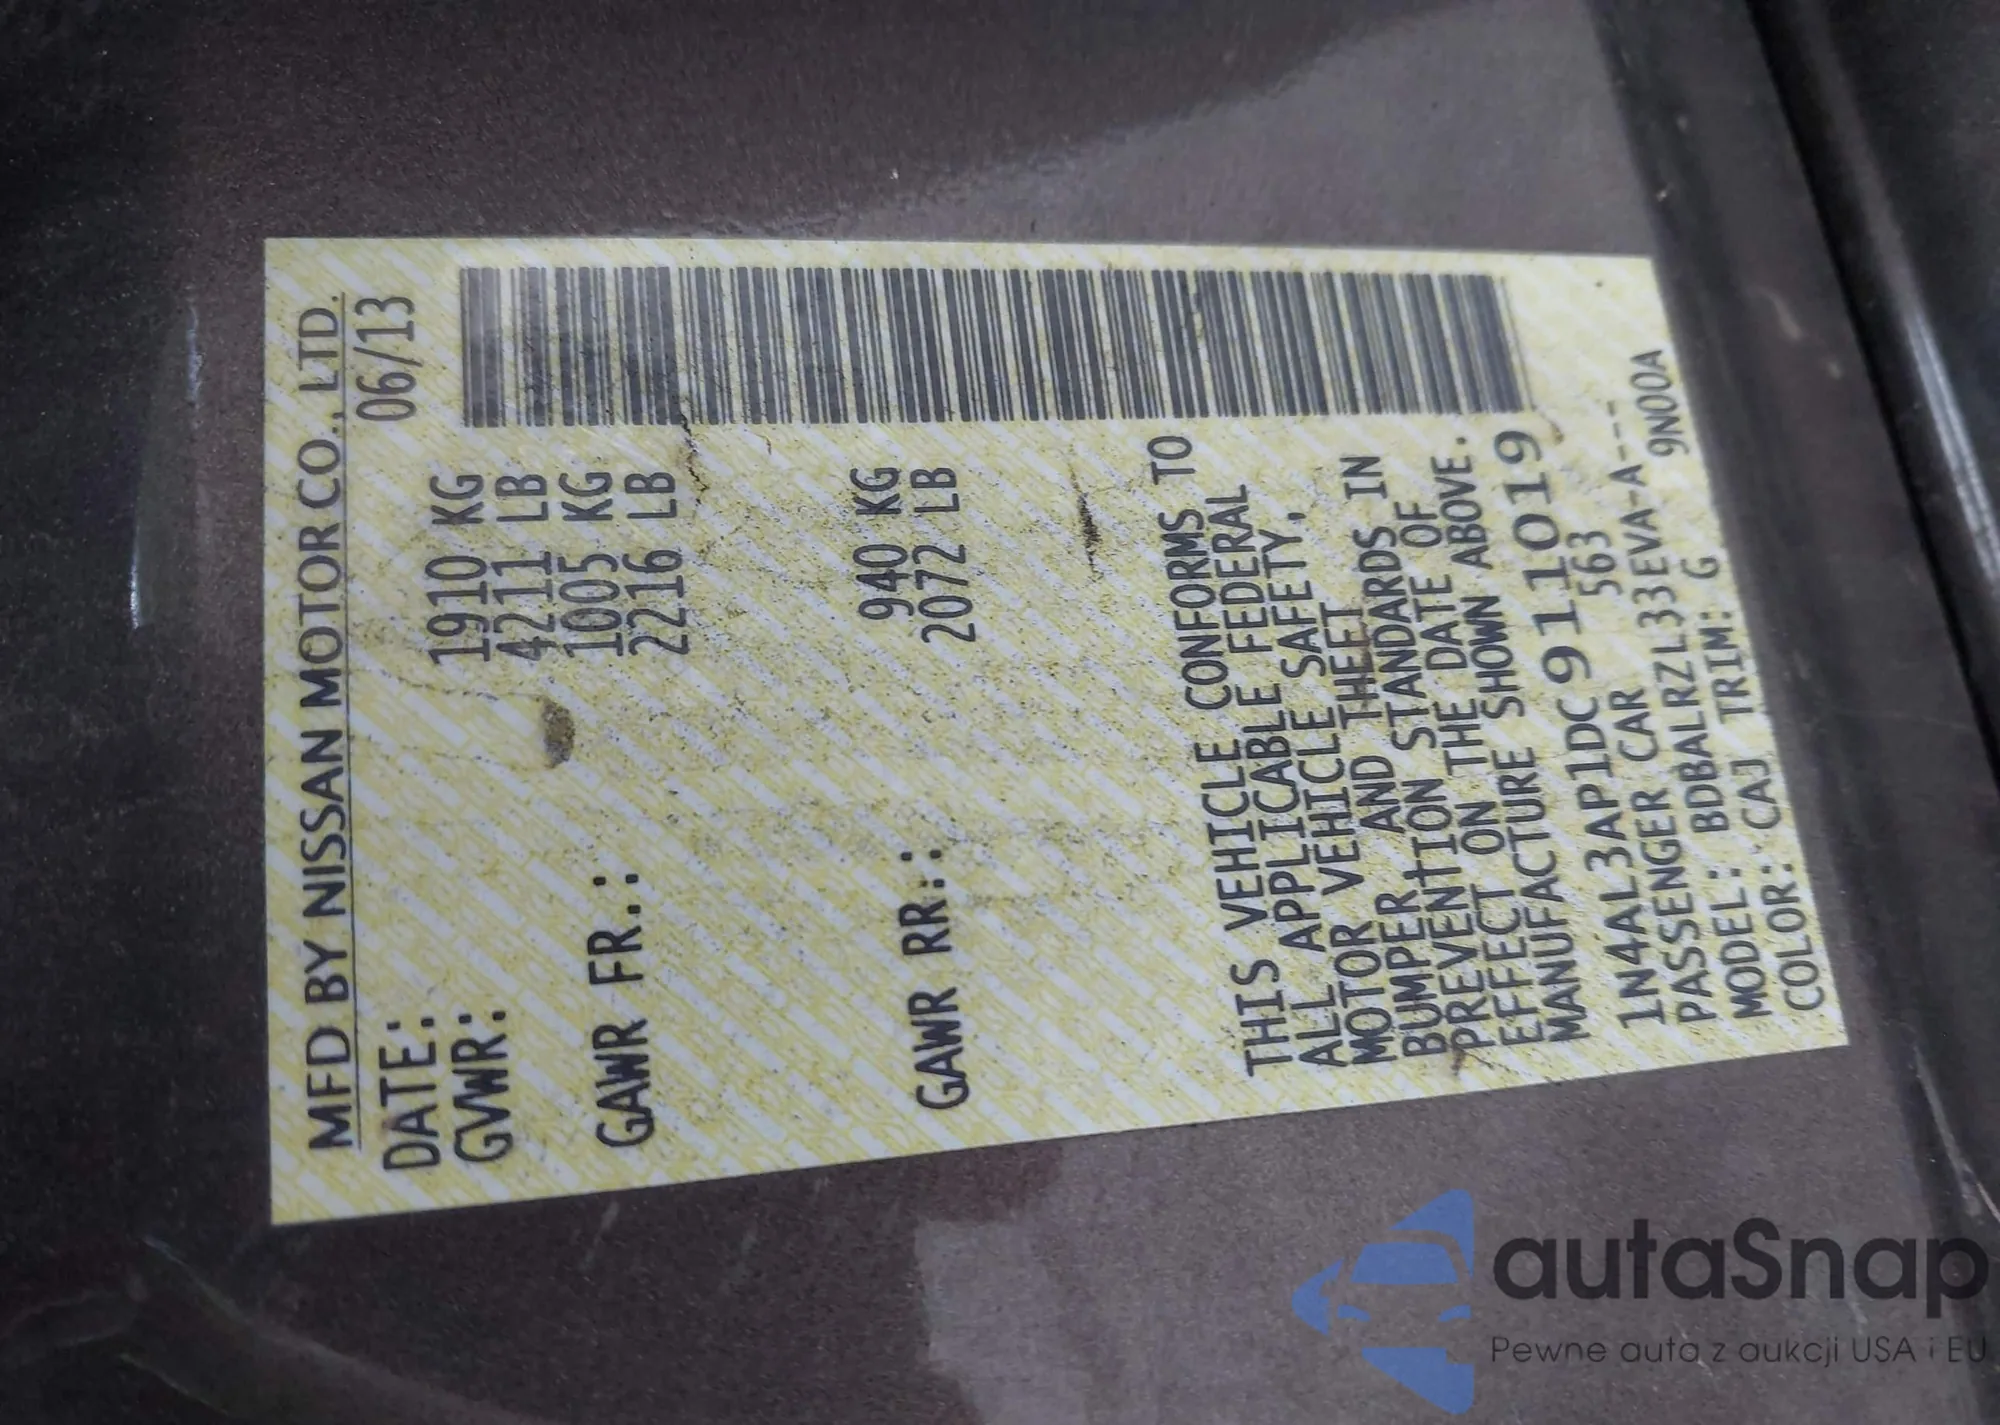 MFD BY NISSAN MOTOR CO., LTD.
DATE: 06/13
GVWR: 1910 KG
4211 LB
GAWR FR.: 1005 KG
2216 LB
GAWR RR.: 940 KG
2072 LB
THIS VEHICLE CONFORMS TO
ALL APPLICABLE FEDERAL
MOTOR VEHICLE SAFETY,
BUMPER AND THEFT
PREVENTION STANDARDS IN
EFFECT ON THE DATE OF
MANUFACTURE SHOWN ABOVE.
1N4AL3AP1DC911019
PASSENGER CAR 563
MODEL: BDBALRZL33EVA-A---
COLOR: CAJ TRIM: G 9N00A
autaSnap
Pewne auta z aukcji USA i EU